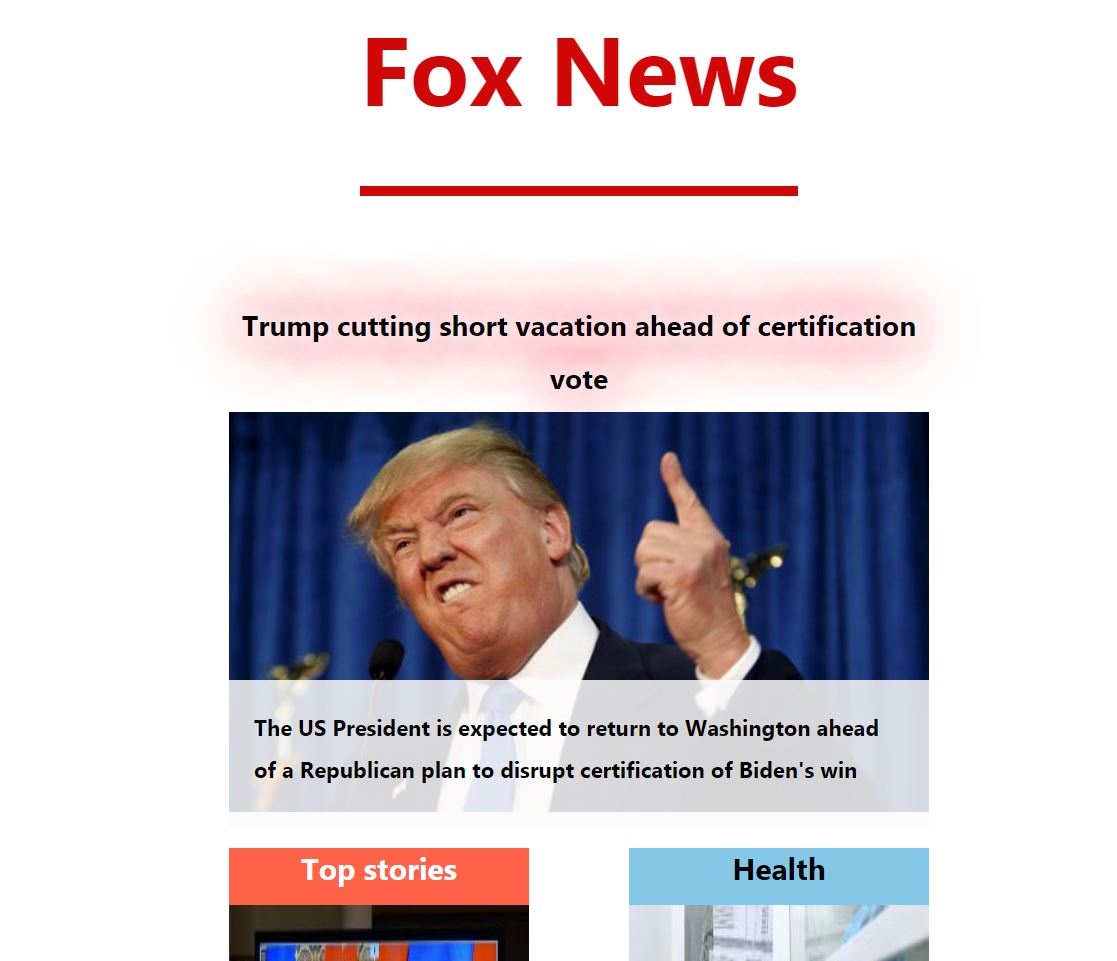 Fox News
Trump cutting short vacation ahead of certification
vote
The US President is expected to return to Washington ahead
of a Republican plan to disrupt certification of Biden's win
Top stories
Health